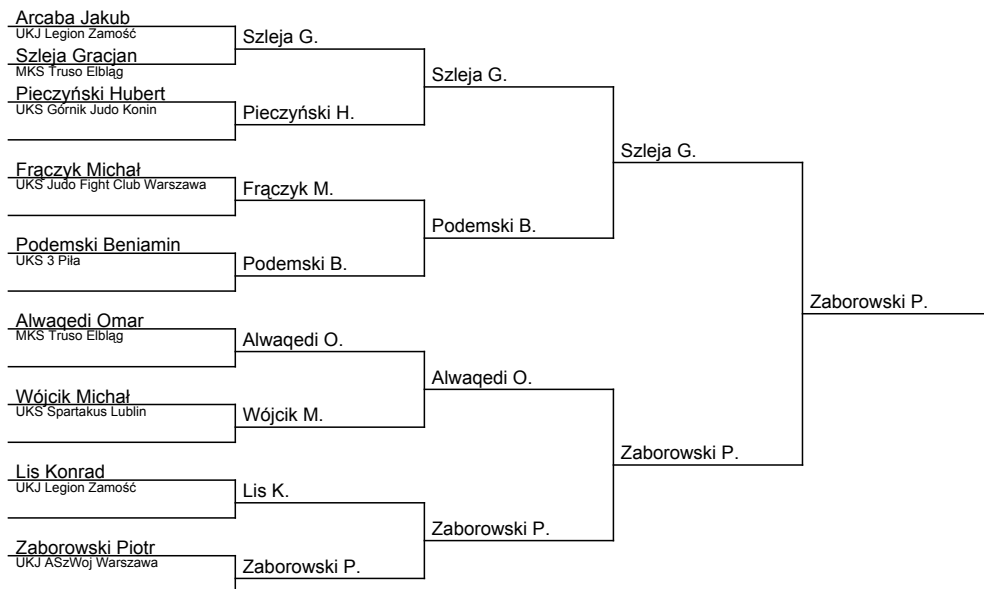 Arcaba Jakub
UKJ Legion Zamość
Szleja Gracjan
MKS Truso Elbląg
Pieczyński Hubert
UKS Górnik Judo Konin
Frączyk Michał
UKS Judo Fight Club Warszawa
Podemski Beniamin
UKS 3 Piła
Alwaqedi Omar
MKS Truso Elbląg
Wójcik Michał
UKS Spartakus Lublin
Lis Konrad
UKJ Legion Zamość
Zaborowski Piotr
UKJ ASzWoj Warszawa
Szleja G.
Pieczyński H.
Frączyk M.
Podemski B.
Alwaqedi O.
Wójcik M.
Lis K.
Zaborowski P.
Szleja G.
Podemski B.
Alwaqedi O.
Zaborowski P.
Szleja G.
Zaborowski P.
Zaborowski P.